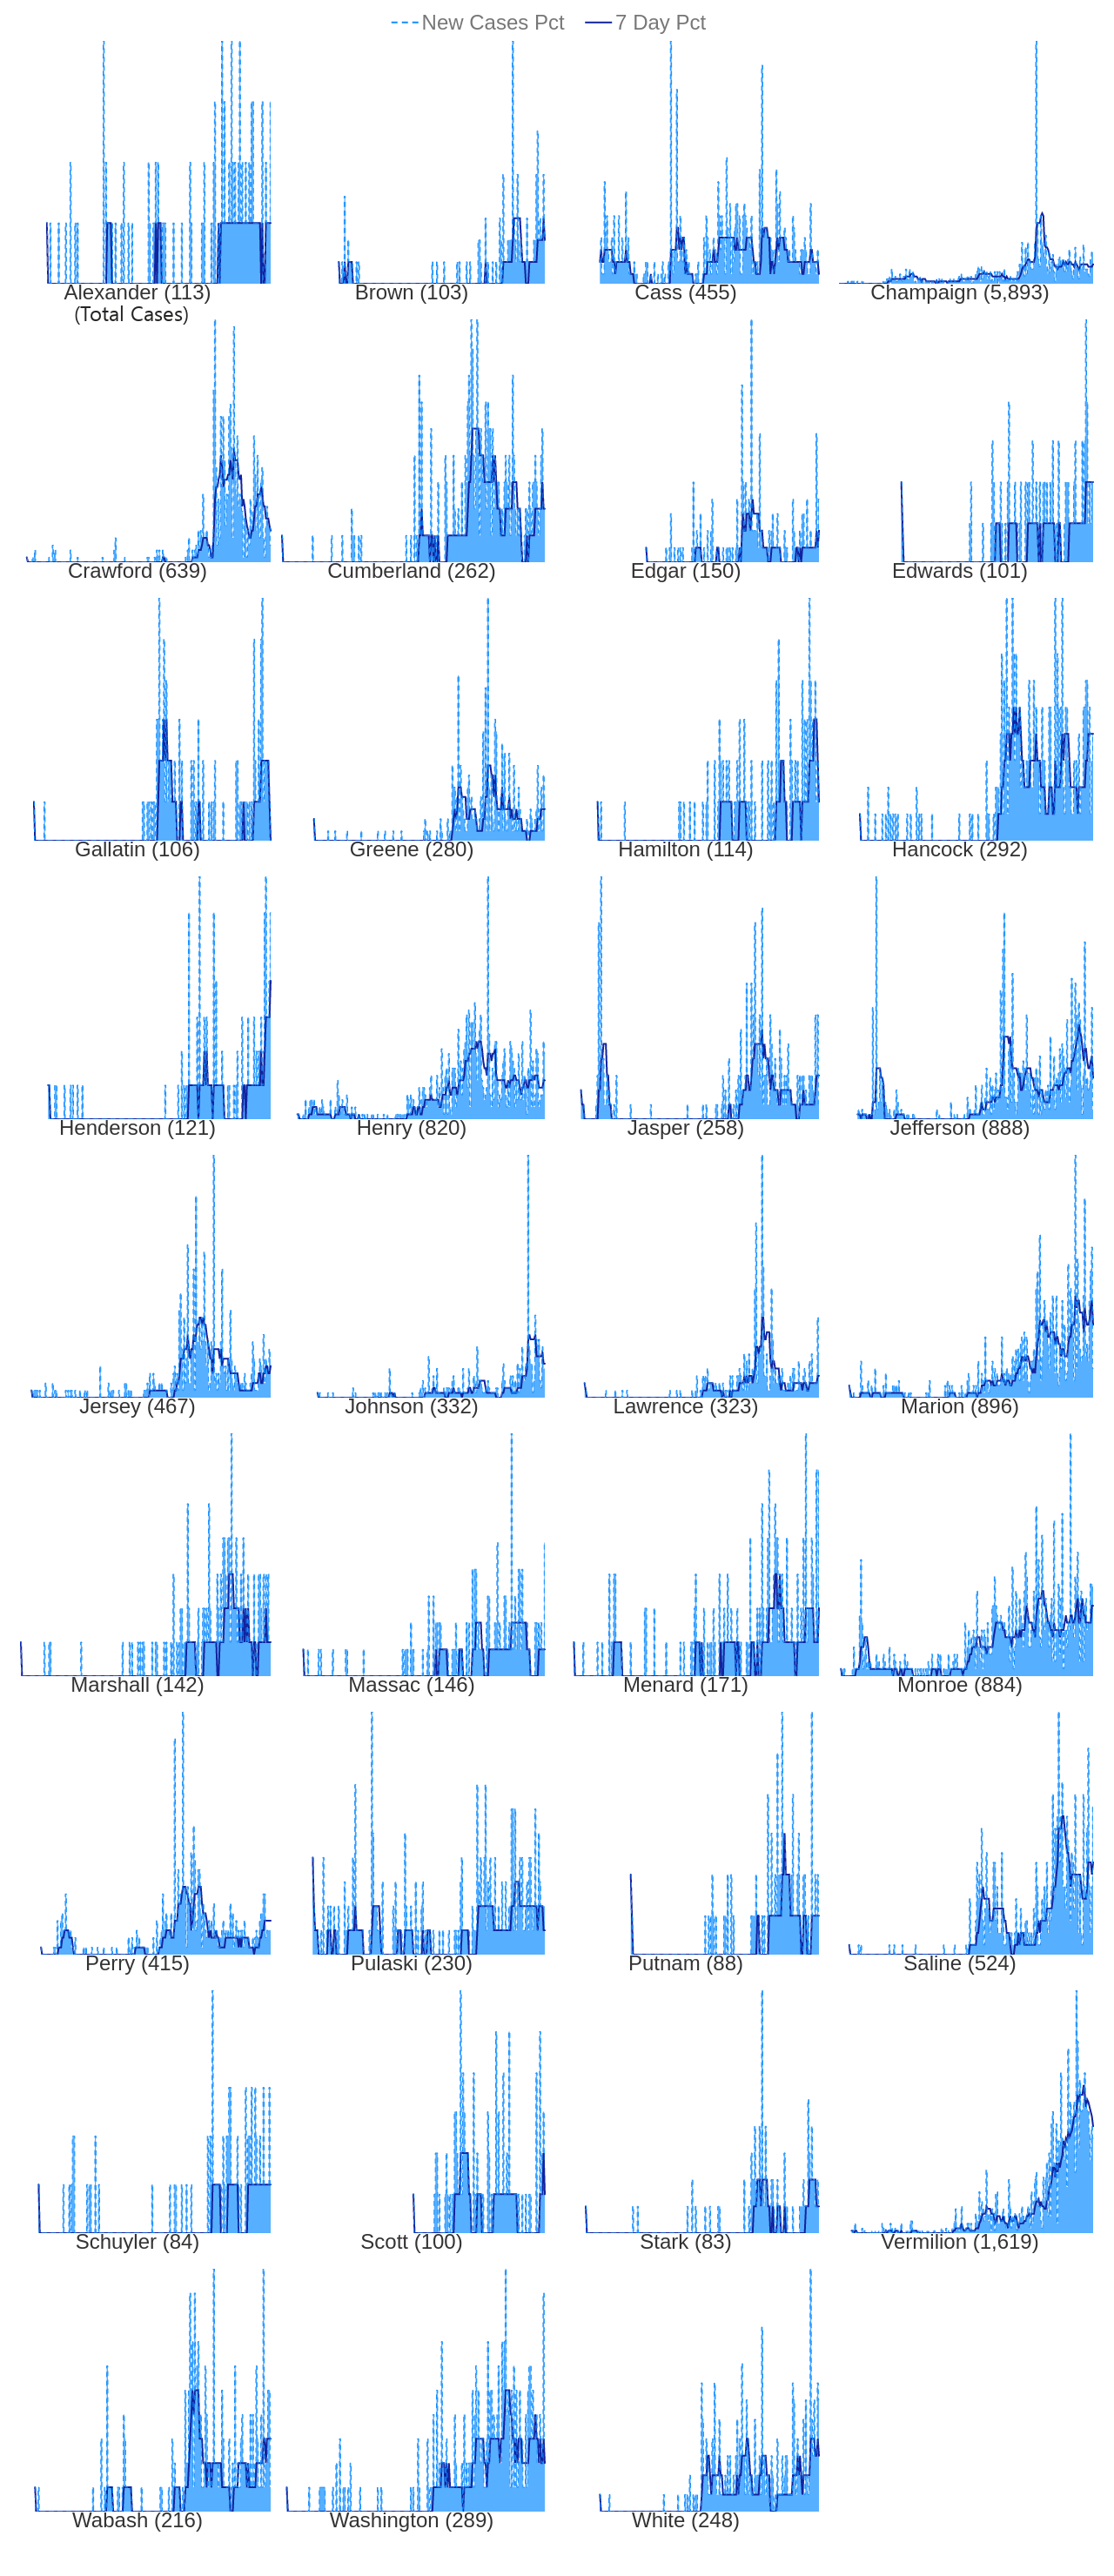 New Cases Pct 7 Day Pct
Alexander (113) Brown (103) Cass (455) Champaign (5,893)
(Total Cases)
Crawford (639) Cumberland (262) Edgar (150) Edwards (101)
Gallatin (106) Greene (280) Hamilton (114) Hancock (292)
Henderson (121) Henry (820) Jasper (258) Jefferson (888)
Jersey (467) Johnson (332) Lawrence (323) Marion (896)
Marshall (142) Massac (146) Menard (171) Monroe (884)
Perry (415) Pulaski (230) Putnam (88) Saline (524)
Schuyler (84) Scott (100) Stark (83) Vermilion (1,619)
Wabash (216) Washington (289) White (248)